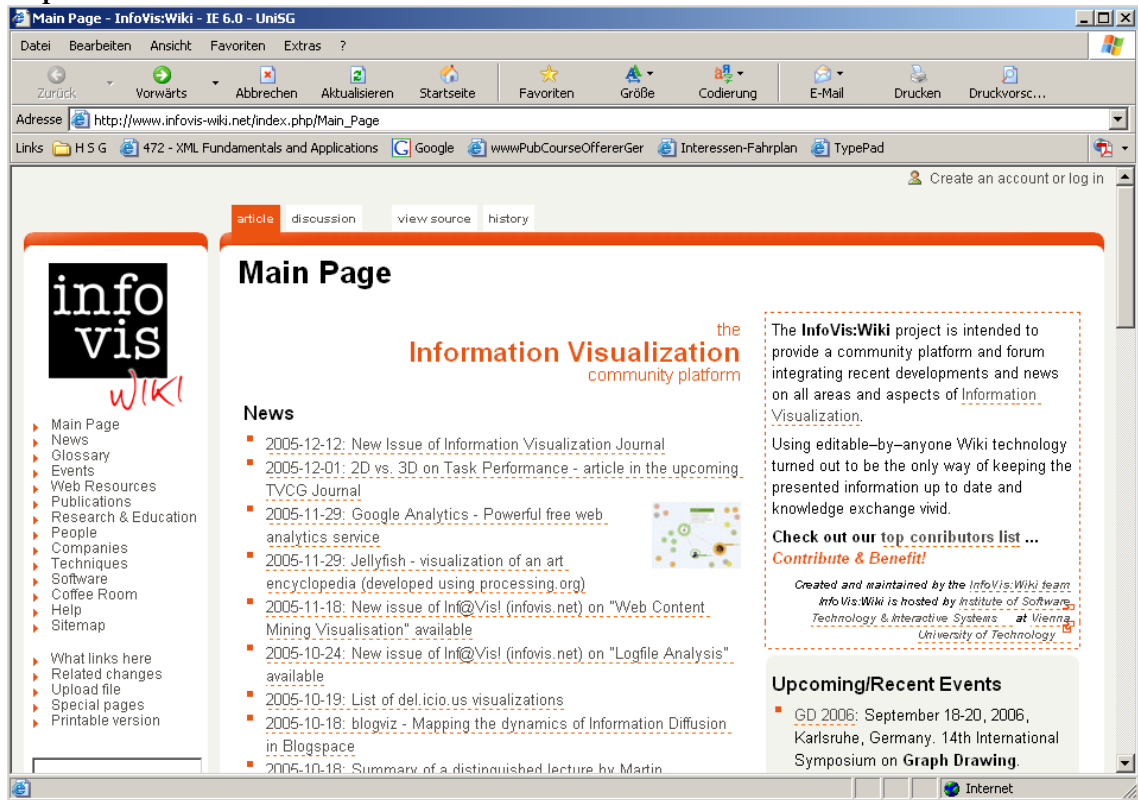 Main Page - InfoVis:Wiki - IE 6.0 - UniSG
Datei Bearbeiten Ansicht Favoriten Extras ?
Zurück Vorwärts Abbrechen Aktualisieren Startseite Favoriten Größe Codierung E-Mail Drucken Druckvorsc...
Adresse http://www.infovis-wiki.net/index.php/Main_Page
Links H S G 472 - XML Fundamentals and Applications Google wwwPubCourseOffererGer Interessen-Fahrplan TypePad
Create an account or log in
article discussion view source history
info
vis
WIKI
Main Page
News
Glossary
Events
Web Resources
Publications
Research & Education
People
Companies
Techniques
Software
Coffee Room
Help
Sitemap
What links here
Related changes
Upload file
Special pages
Printable version
Main Page
the
Information Visualization
community platform
News
2005-12-12: New Issue of Information Visualization Journal
2005-12-01: 2D vs. 3D on Task Performance - article in the upcoming
TVCG Journal
2005-11-29: Google Analytics - Powerful free web
analytics service
2005-11-29: Jellyfish - visualization of an art
encyclopedia (developed using processing.org)
2005-11-18: New issue of Inf@Vis! (infovis.net) on "Web Content
Mining Visualisation" available
2005-10-24: New issue of Inf@Vis! (infovis.net) on "Logfile Analysis"
available
2005-10-19: List of del.icio.us visualizations
2005-10-18: blogviz - Mapping the dynamics of Information Diffusion
in Blogspace
2005-10-18: Summary of a distinguished lecture by Martin
The InfoVis:Wiki project is intended to
provide a community platform and forum
integrating recent developments and news
on all areas and aspects of Information
Visualization.
Using editable–by–anyone Wiki technology
turned out to be the only way of keeping the
presented information up to date and
knowledge exchange vivid.
Check out our top conributors list ...
Contribute & Benefit!
Created and maintained by the InfoVis:Wiki team
InfoVis:Wiki is hosted by Institute of Software
Technology & Interactive Systems at Vienna
University of Technology
Upcoming/Recent Events
GD 2006: September 18-20, 2006,
Karlsruhe, Germany. 14th International
Symposium on Graph Drawing.
Internet